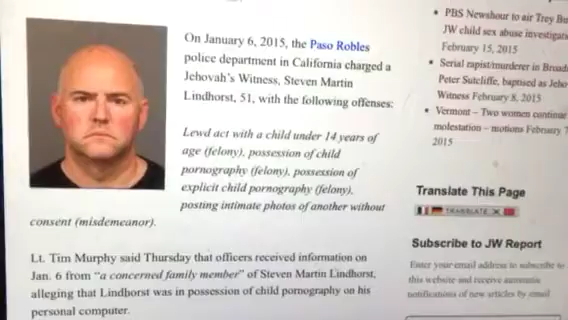 On January 6, 2015, the Paso Robles
police department in California charged a
Jehovah's Witness, Steven Martin
Lindhorst, 51, with the following offenses:
Lewd act with a child under 14 years of
age (felony), possession of child
pornography (felony), possession of
explicit child pornography (felony),
posting intimate photos of another without
consent (misdemeanor).
Lt. Tim Murphy said Thursday that officers received information on
Jan. 6 from "a concerned family member" of Steven Martin Lindhorst,
alleging that Lindhorst was in possession of child pornography on his
personal computer.
• PBS Newshour to air Trey Bu
JW child sex abuse investigat
February 15, 2015
• Serial rapist/murderer in Broad
Peter Sutcliffe, baptised as Jeho
Witness February 8, 2015
• Vermont – Two women continue
molestation – motions February 7
2015
Translate This Page
TRANSLATE
Subscribe to JW Report
Enter your email address to subscribe to
this website and receive automatic
notifications of new articles by email.